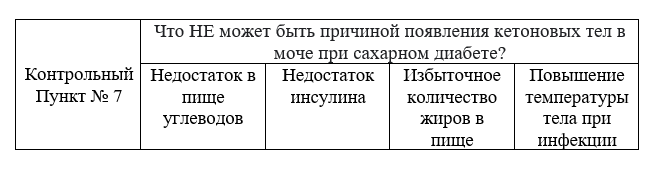 Контрольный
Пункт № 7
Что НЕ может быть причиной появления кетоновых тел в
моче при сахарном диабете?
Недостаток в
пище
углеводов
Недостаток
инсулина
Избыточное
количество
жиров в
пище
Повышение
температуры
тела при
инфекции